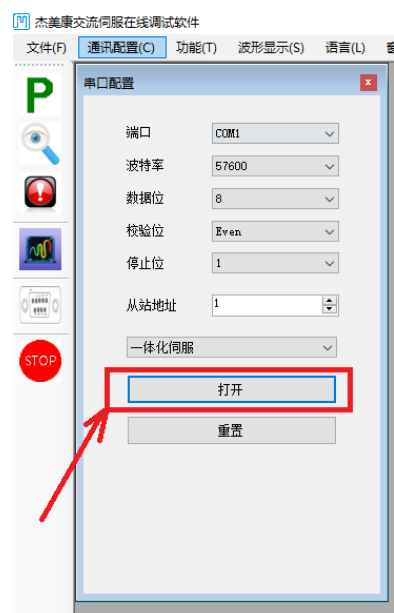 杰美康交流伺服在线调试软件
文件(F) 通讯配置(C) 功能(T) 波形显示(S) 语言(L)
串口配置
P
端口 COM1
波特率 57600
数据位 8
校验位 Even
停止位 1
从站地址 1
一体化伺服
STOP
打开
重置